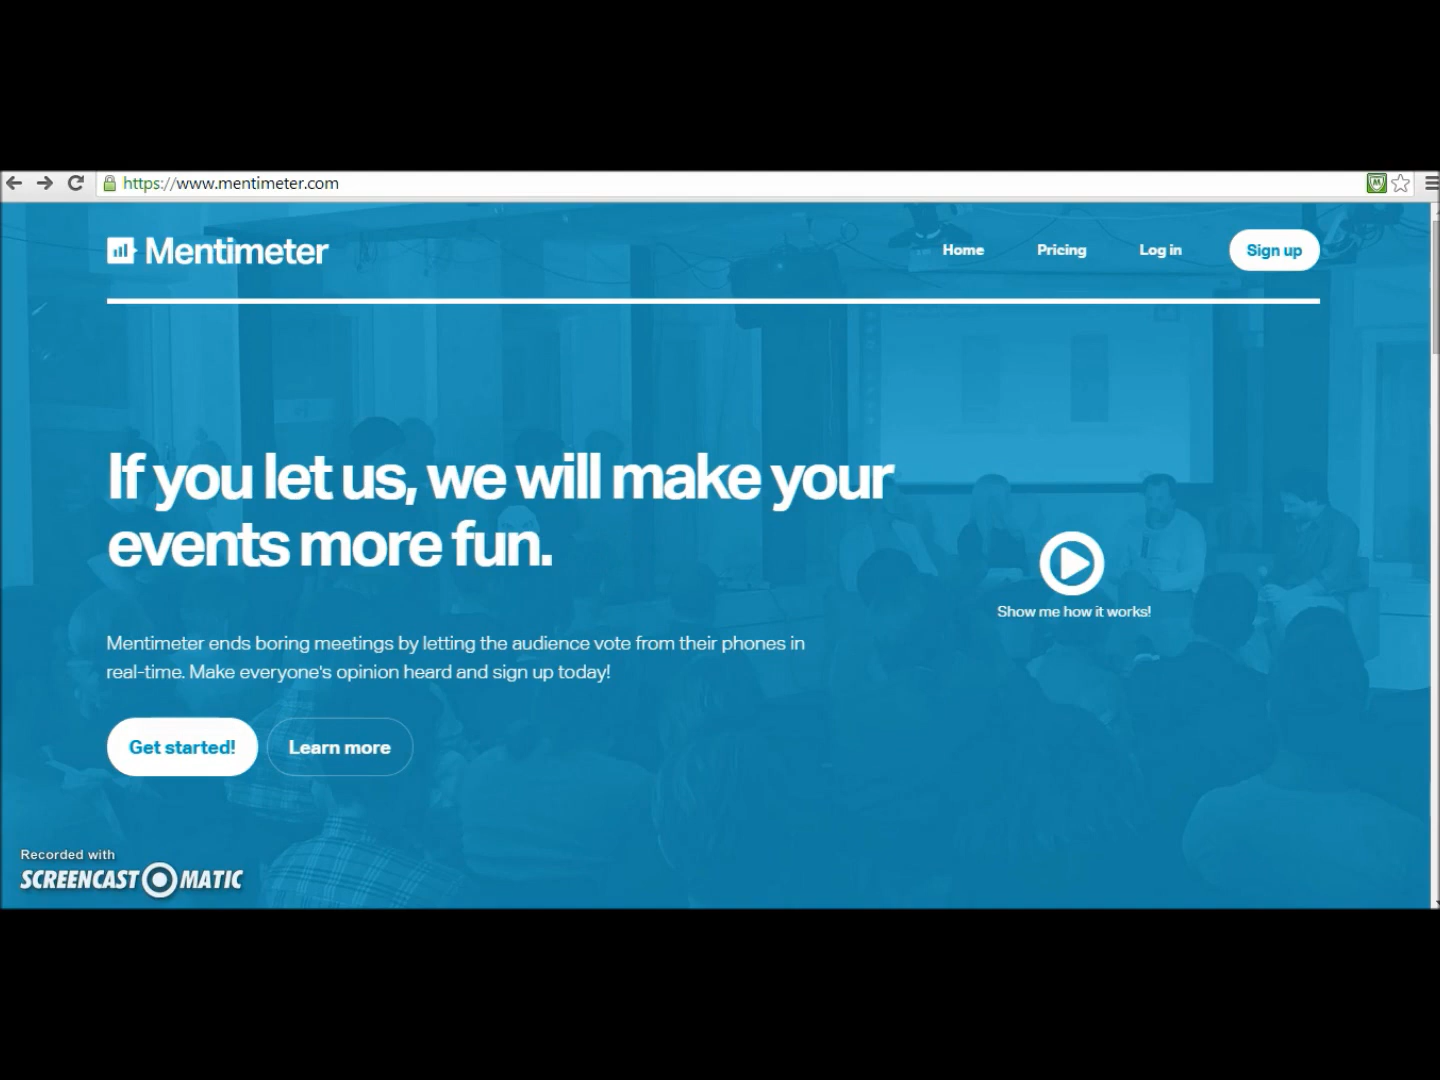 https://www.mentimeter.com
Mentimeter
Home
Pricing
Log in
Sign up
If you let us, we will make your
events more fun.
Show me how it works!
Mentimeter ends boring meetings by letting the audience vote from their phones in
real-time. Make everyone's opinion heard and sign up today!
Get started!
Learn more
Recorded with
SCREENCAST MATIC